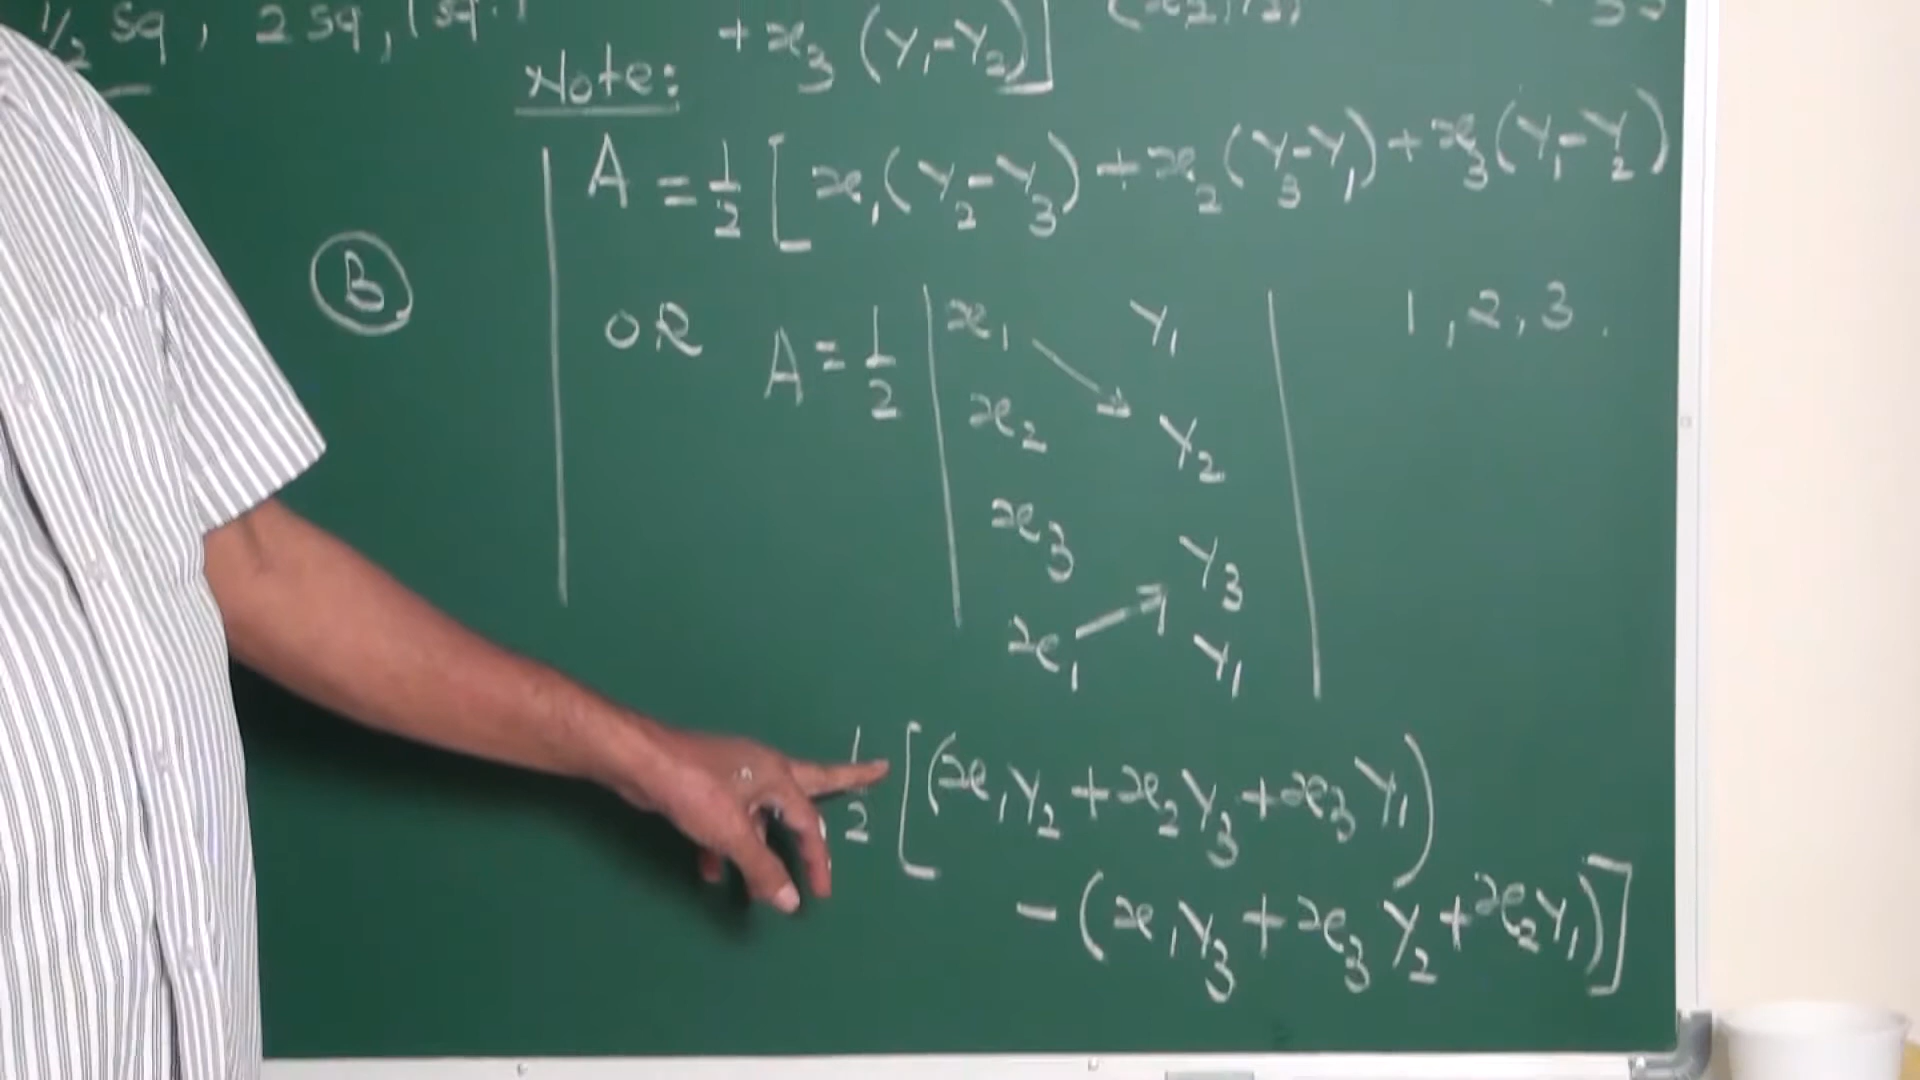 1/2 sq, 2 sq, 1 sq.
+ x₃ (Y₁-Y₂)]
Note:
A = 1/2 [x₁(Y₂-Y₃) + x₂(Y₃-Y₁) + x₃(Y₁-Y₂)
B
OR A = 1/2 | x₁ Y₁ |
x₂ Y₂
x₃ Y₃
x₁ Y₁
1, 2, 3.
1/2 [(x₁Y₂ + x₂Y₃ + x₃Y₁)
- (x₁Y₃ + x₃Y₂ + x₂Y₁)]